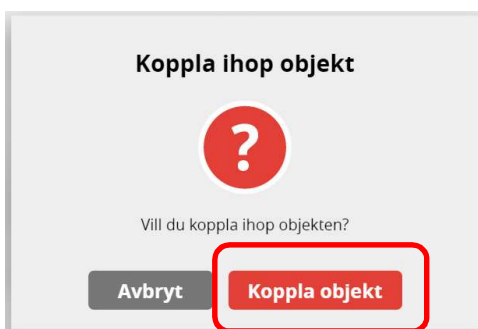 Koppla ihop objekt
?
Vill du koppla ihop objekten?
Avbryt Koppla objekt